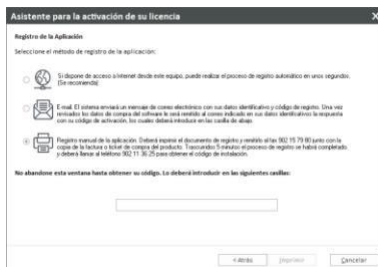 Asistente para la activación de su licencia
X
Registro de la Aplicación
Seleccione el método de registro de la aplicación:
Si dispone de acceso a Internet desde este equipo, puede realizar el proceso de registro automático en unos segundos.
(Se recomienda).
E-mail. El sistema enviará un mensaje de correo electrónico con sus datos identificativo y código de registro. Una vez
revisados los datos de compra del software le será remitido al correo indicado en sus datos identificativos la respuesta
con su código de activación, los cuales deberá introducir en las casilla de abajo.
Registro manual de la aplicación. Deberá imprimir el documento de registro y remitirlo al fax 902 15 79 80 junto con la
copia de la factura o ticket de compra del producto. Trascurridos 5 minutos el proceso de registro se habrá completado
y deberá llamar al teléfono 902 11 36 25 para obtener el código de instalación.
No abandone esta ventana hasta obtener su código. Lo deberá introducir en las siguientes casillas:
< Atrás
Imprimir
Cancelar